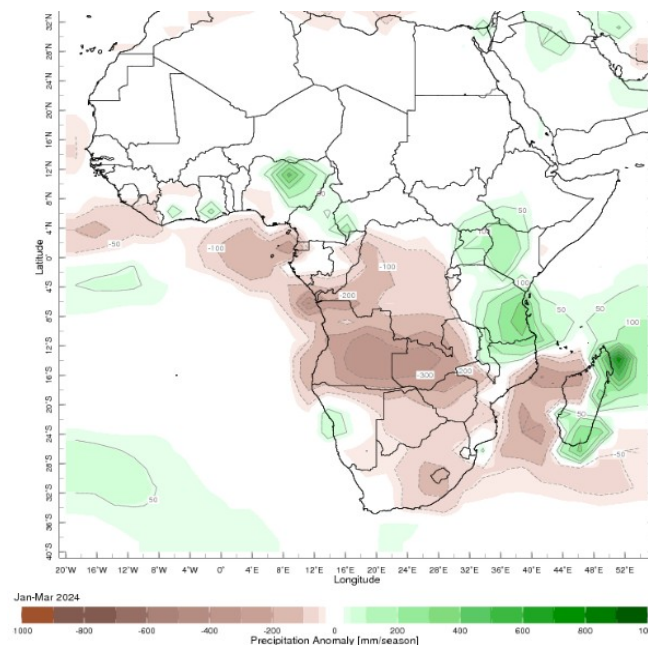 32°N
28°N
24°N
20°N
16°N
12°N
8°N
4°N
0°
4°S
8°S
12°S
16°S
20°S
24°S
28°S
32°S
36°S
40°S
Latitude
50
-50
100
-100
-100
100
50
50
50
-200
100
-300
-200
50
50
20°W 16°W 12°W 8°W 4°W 0° 4°E 8°E 12°E 16°E 20°E 24°E 28°E 32°E 36°E 40°E 44°E 48°E 52°E
Longitude
Jan-Mar 2024
1000 -800 -600 -400 -200 0 200 400 600 800
Precipitation Anomaly [mm/season]